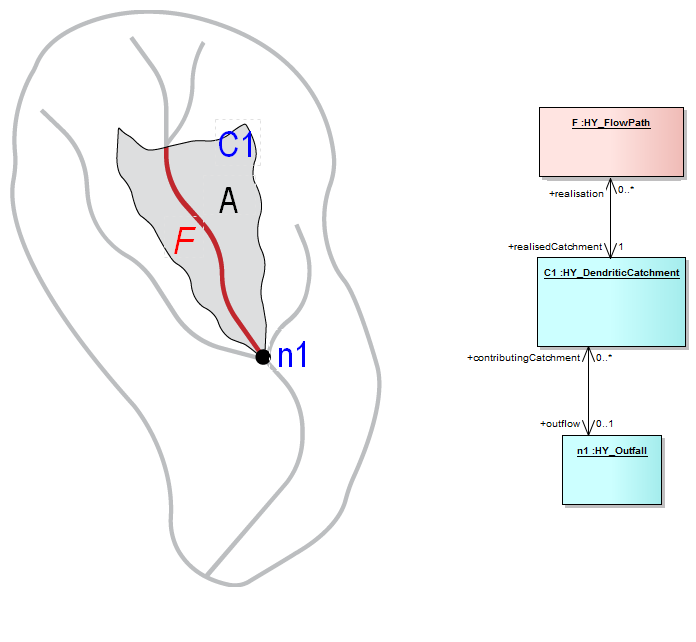 C1
A
F
n1
F :HY_FlowPath
+realisation
0..*
+realisedCatchment
1
C1 :HY_DendriticCatchment
+contributingCatchment
0..*
+outflow
0..1
n1 :HY_Outfall